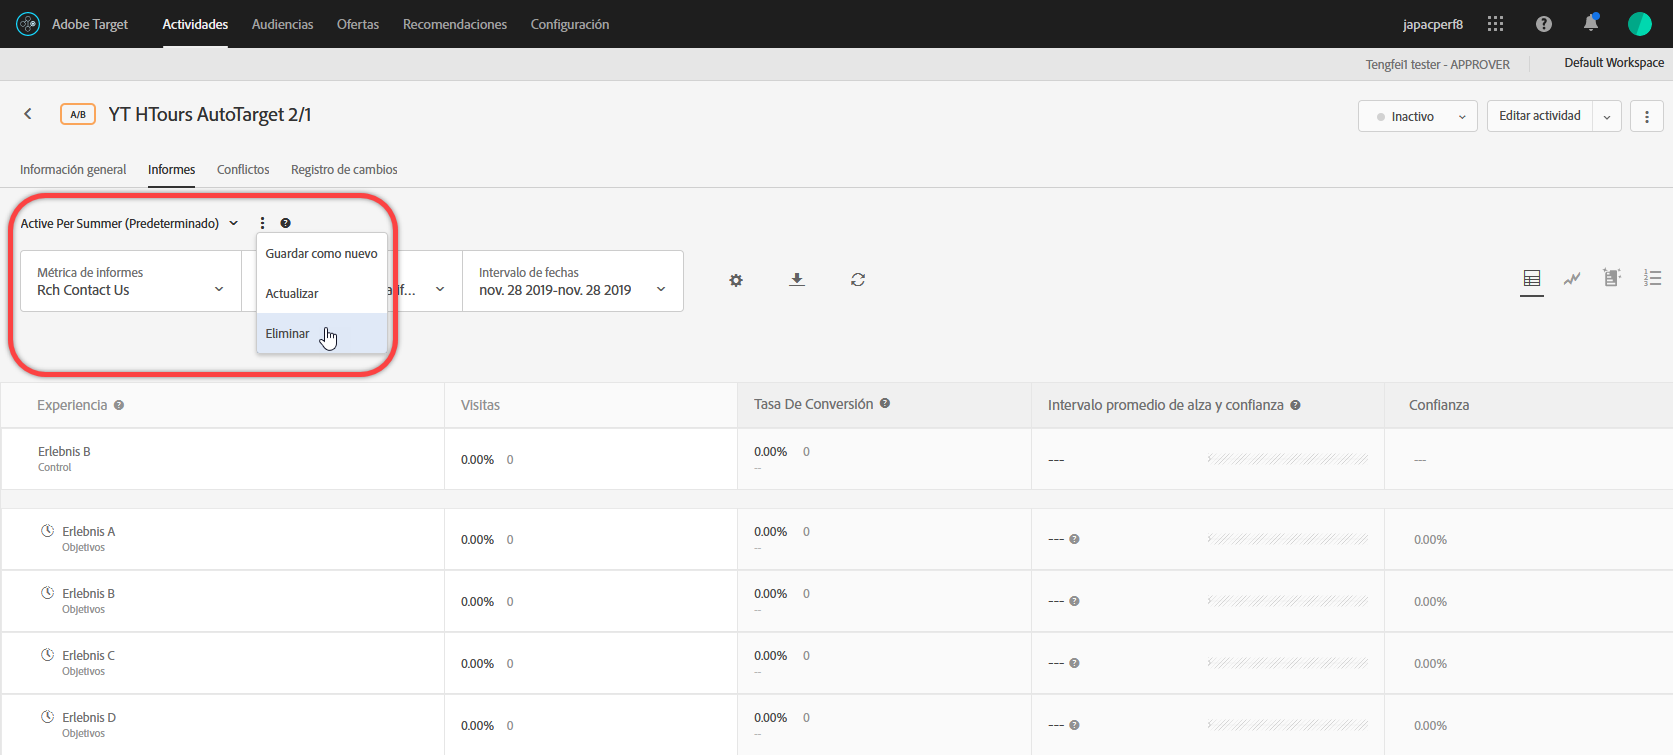 Adobe Target
Actividades
Audiencias
Ofertas
Recomendaciones
Configuración
japacperf8
Tengfei1 tester - APPROVER
Default Workspace
A/B
YT HTours AutoTarget 2/1
Inactivo
Editar actividad
Información general
Informes
Conflictos
Registro de cambios
Active Per Summer (Predeterminado)
Guardar como nuevo
Actualizar
Eliminar
Métrica de informes
Rch Contact Us
Intervalo de fechas
nov. 28 2019-nov. 28 2019
Experiencia
Visitas
Tasa De Conversión
Intervalo promedio de alza y confianza
Confianza
Erlebnis B
Control
0.00% 0
0.00% 0
--
---
---
Erlebnis A
Objetivos
0.00% 0
0.00% 0
--
---
0.00%
Erlebnis B
Objetivos
0.00% 0
0.00% 0
--
---
0.00%
Erlebnis C
Objetivos
0.00% 0
0.00% 0
--
---
0.00%
Erlebnis D
Objetivos
0.00% 0
0.00% 0
--
---
0.00%